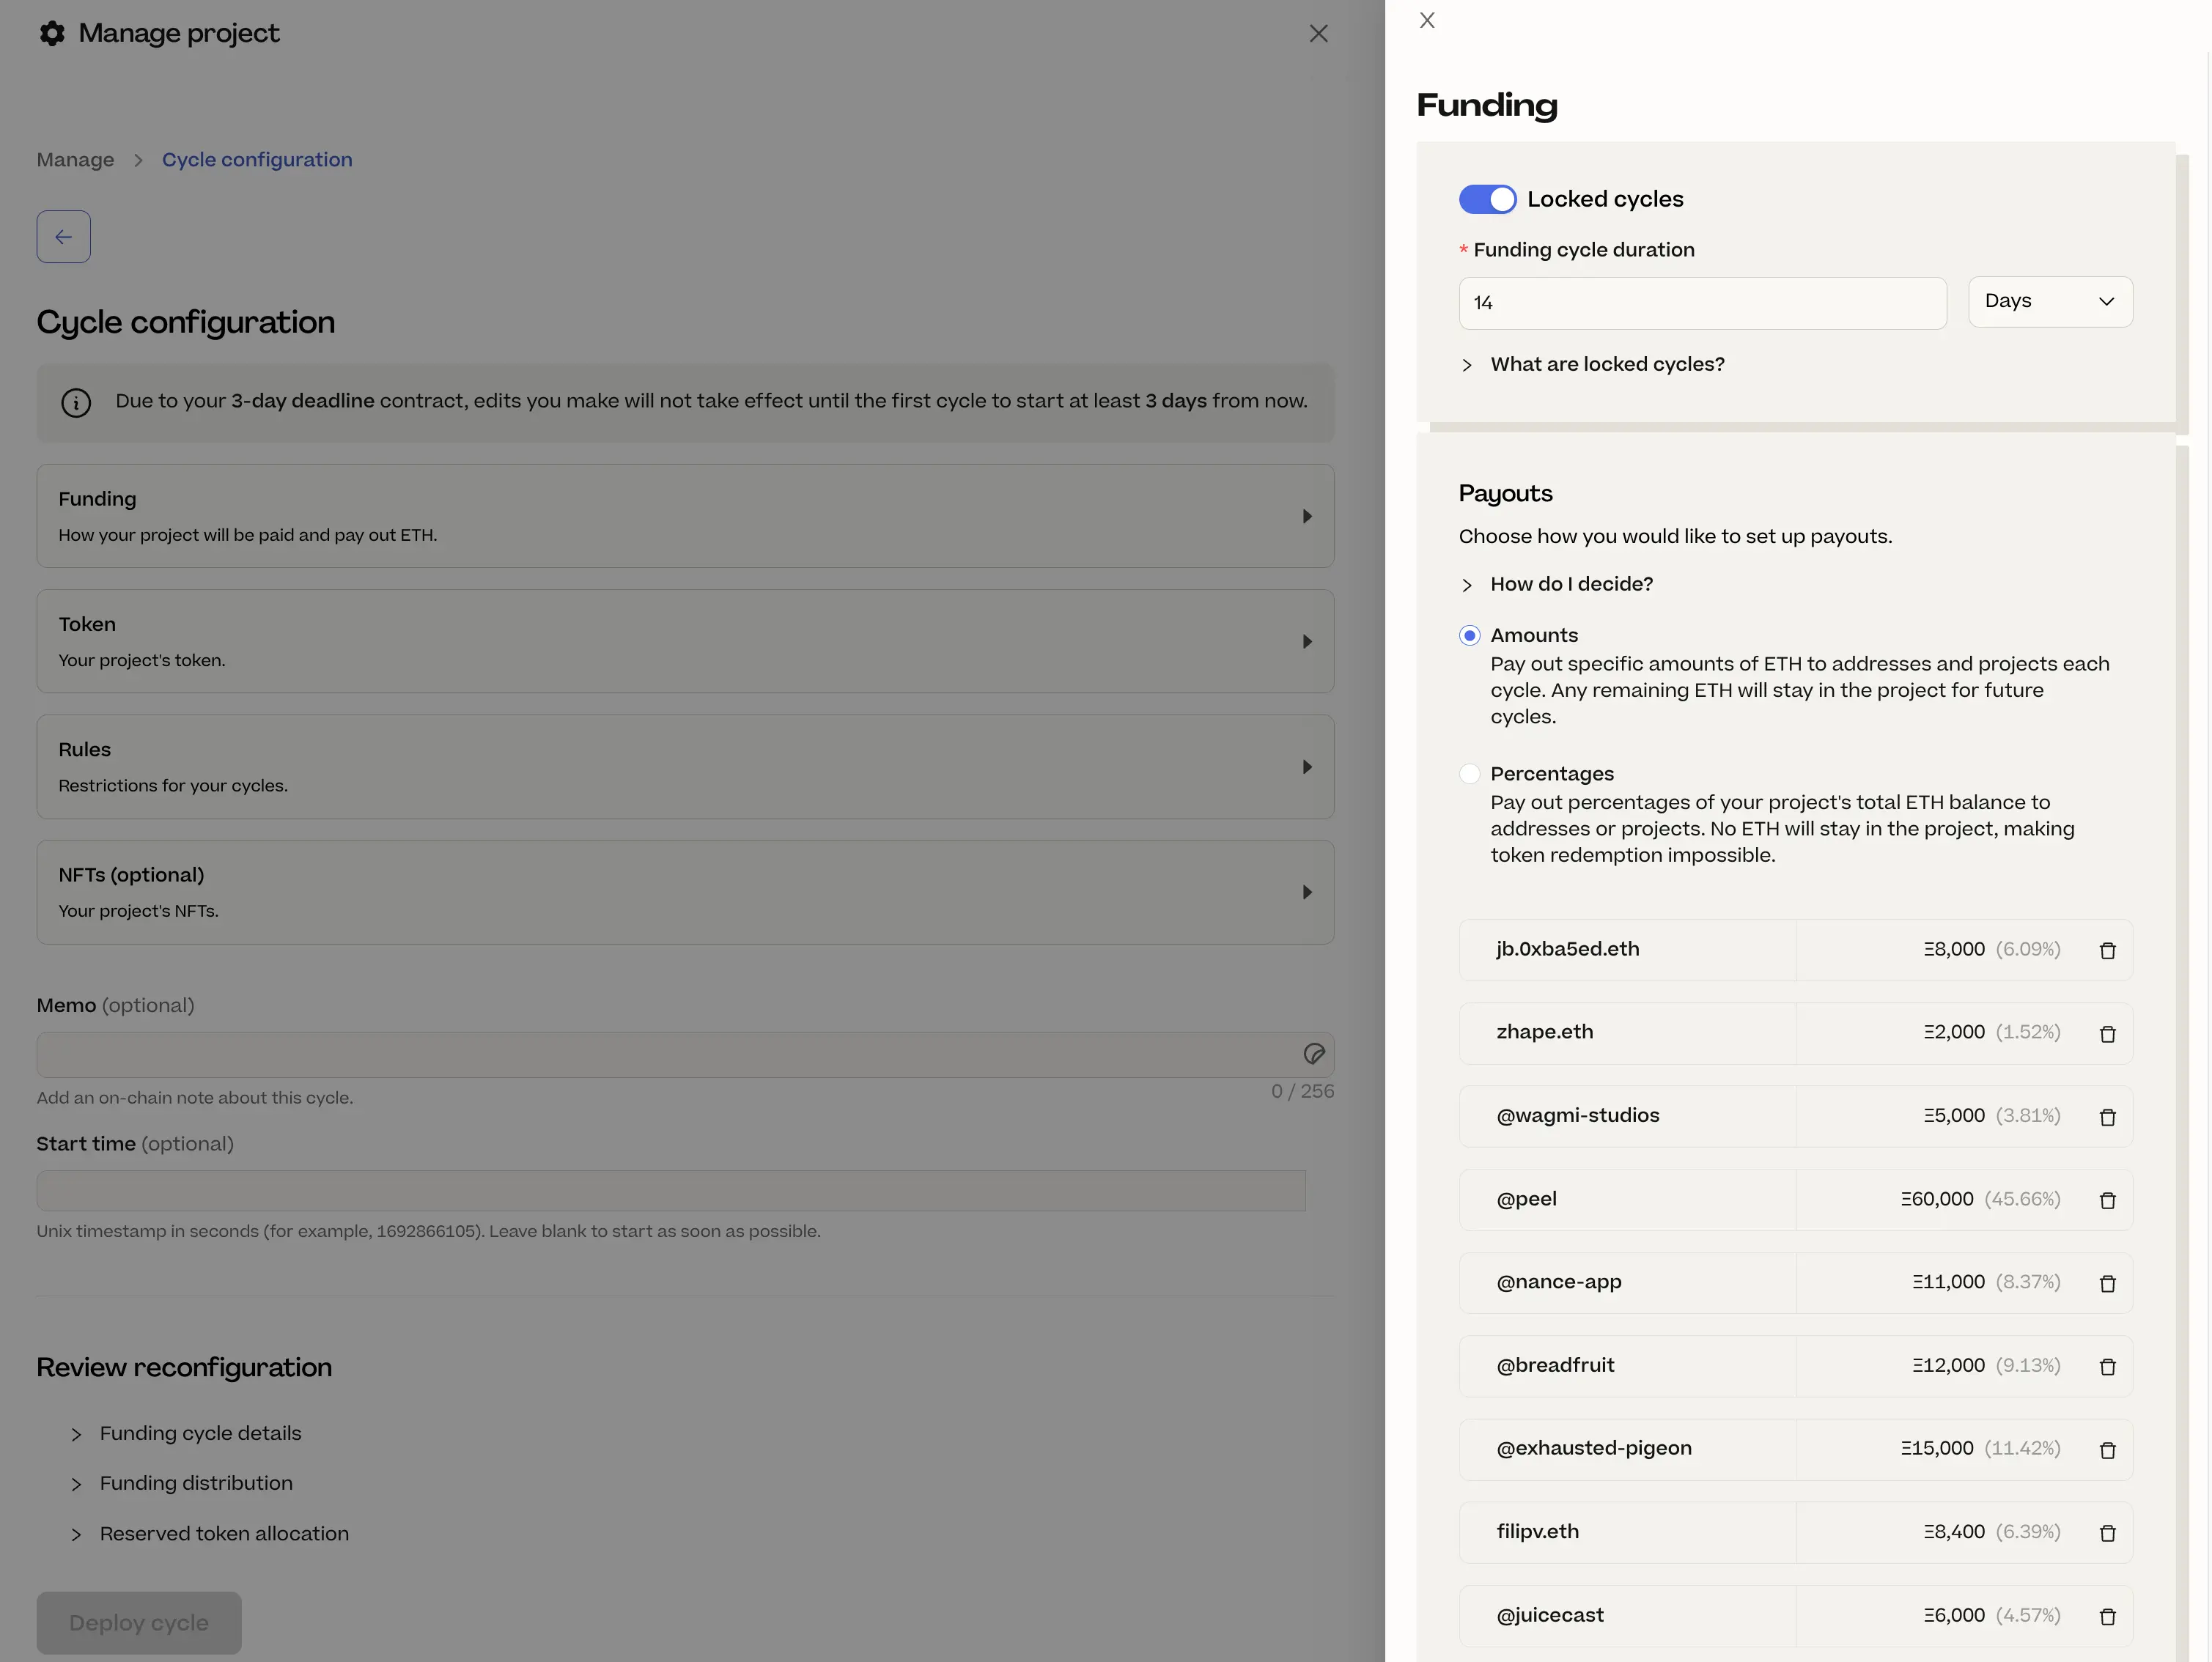 Manage project
Manage > Cycle configuration
Cycle configuration
Due to your 3-day deadline contract, edits you make will not take effect until the first cycle to start at least 3 days from now.
Funding
How your project will be paid and pay out ETH.
Token
Your project's token.
Rules
Restrictions for your cycles.
NFTs (optional)
Your project's NFTs.
Memo (optional)
0 / 256
Add an on-chain note about this cycle.
Start time (optional)
Unix timestamp in seconds (for example, 1692866105). Leave blank to start as soon as possible.
Review reconfiguration
Funding cycle details
Funding distribution
Reserved token allocation
Deploy cycle
Funding
Locked cycles
* Funding cycle duration
14 Days
What are locked cycles?
Payouts
Choose how you would like to set up payouts.
How do I decide?
Amounts
Pay out specific amounts of ETH to addresses and projects each
cycle. Any remaining ETH will stay in the project for future
cycles.
Percentages
Pay out percentages of your project's total ETH balance to
addresses or projects. No ETH will stay in the project, making
token redemption impossible.
jb.0xba5ed.eth Ξ8,000 (6.09%)
zhape.eth Ξ2,000 (1.52%)
@wagmi-studios Ξ5,000 (3.81%)
@peel Ξ60,000 (45.66%)
@nance-app Ξ11,000 (8.37%)
@breadfruit Ξ12,000 (9.13%)
@exhausted-pigeon Ξ15,000 (11.42%)
filipv.eth Ξ8,400 (6.39%)
@juicecast Ξ6,000 (4.57%)